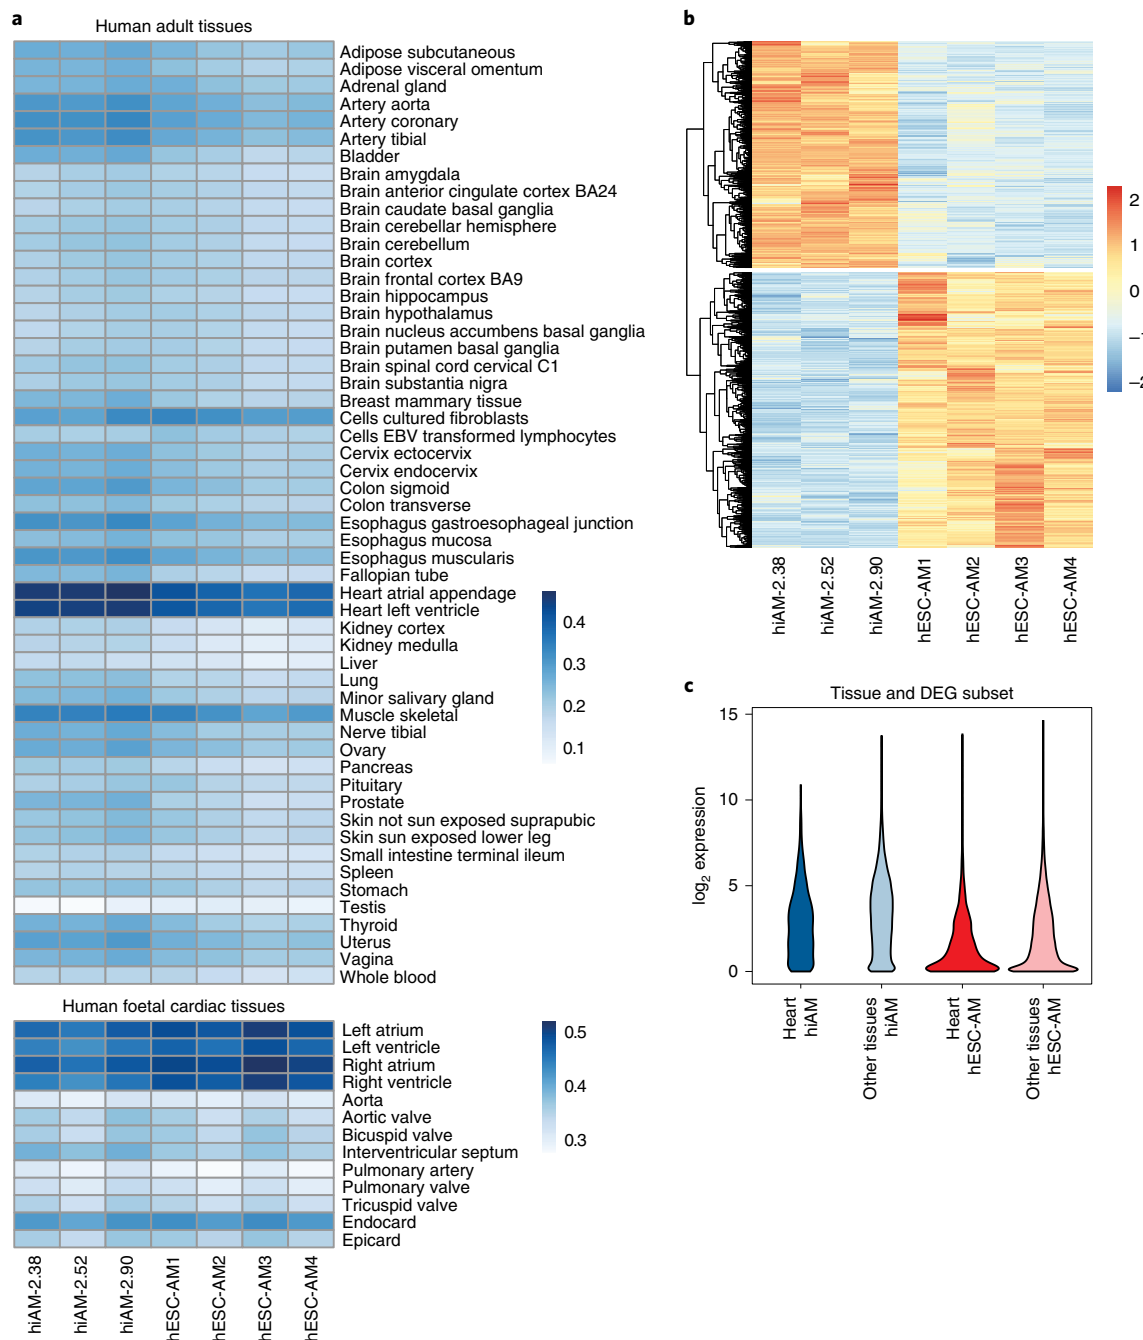 a
Human adult tissues
Adipose subcutaneous
Adipose visceral omentum
Adrenal gland
Artery aorta
Artery coronary
Artery tibial
Bladder
Brain amygdala
Brain anterior cingulate cortex BA24
Brain caudate basal ganglia
Brain cerebellar hemisphere
Brain cerebellum
Brain cortex
Brain frontal cortex BA9
Brain hippocampus
Brain hypothalamus
Brain nucleus accumbens basal ganglia
Brain putamen basal ganglia
Brain spinal cord cervical C1
Brain substantia nigra
Breast mammary tissue
Cells cultured fibroblasts
Cells EBV transformed lymphocytes
Cervix ectocervix
Cervix endocervix
Colon sigmoid
Colon transverse
Esophagus gastroesophageal junction
Esophagus mucosa
Esophagus muscularis
Fallopian tube
Heart atrial appendage
Heart left ventricle
Kidney cortex
Kidney medulla
Liver
Lung
Minor salivary gland
Muscle skeletal
Nerve tibial
Ovary
Pancreas
Pituitary
Prostate
Skin not sun exposed suprapubic
Skin sun exposed lower leg
Small intestine terminal ileum
Spleen
Stomach
Testis
Thyroid
Uterus
Vagina
Whole blood
0.4
0.3
0.2
0.1
Human foetal cardiac tissues
Left atrium
Left ventricle
Right atrium
Right ventricle
Aorta
Aortic valve
Bicuspid valve
Interventricular septum
Pulmonary artery
Pulmonary valve
Tricuspid valve
Endocard
Epicard
0.5
0.4
0.3
hiAM-2.38
hiAM-2.52
hiAM-2.90
hESC-AM1
hESC-AM2
hESC-AM3
hESC-AM4
b
2
1
0
–1
–2
hiAM-2.38
hiAM-2.52
hiAM-2.90
hESC-AM1
hESC-AM2
hESC-AM3
hESC-AM4
c
Tissue and DEG subset
log2 expression
15
10
5
0
Heart
hiAM
Other tissues
hiAM
Heart
hESC-AM
Other tissues
hESC-AM